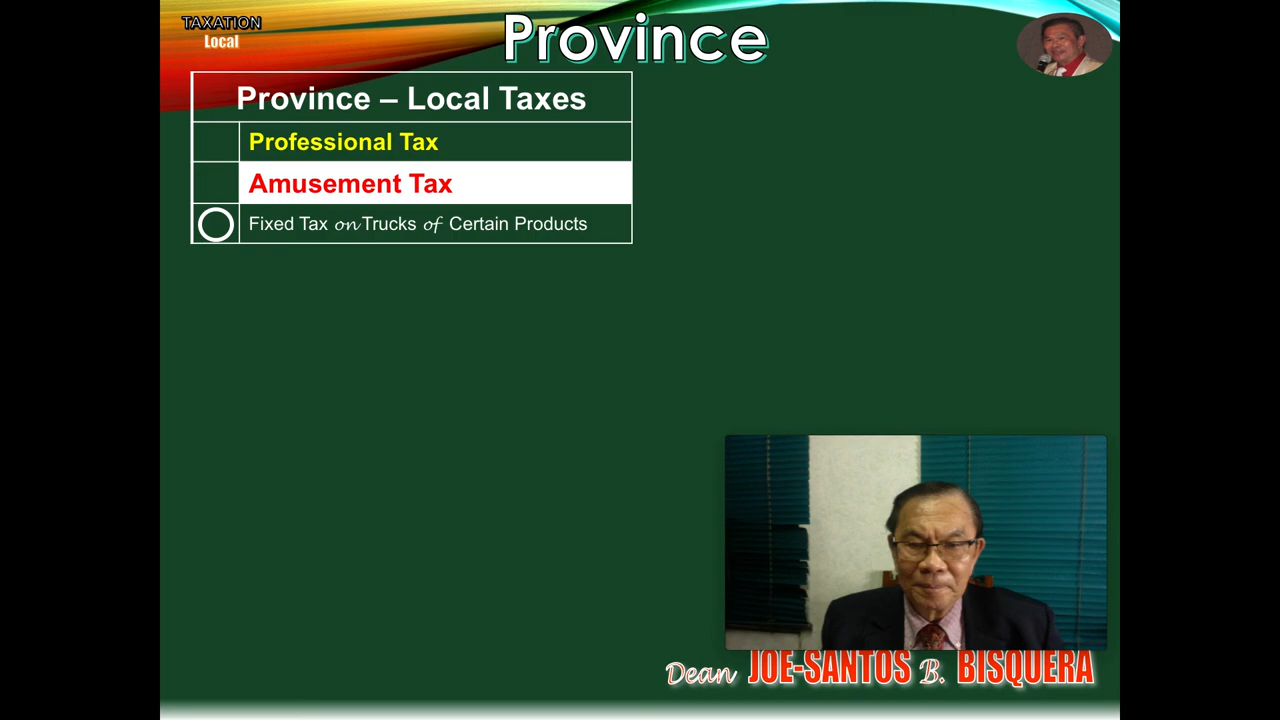 TAXATION
Local
Province
Province – Local Taxes
Professional Tax
Amusement Tax
Fixed Tax on Trucks of Certain Products
Dean JOE-SANTOS B. BISQUERA